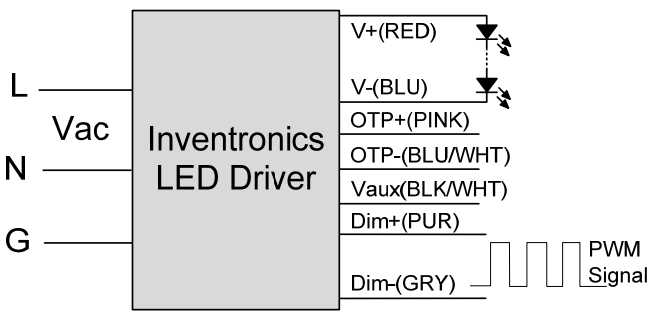 L
Vac
N
G
Inventronics
LED Driver
V+(RED)
V-(BLU)
OTP+(PINK)
OTP-(BLU/WHT)
Vaux(BLK/WHT)
Dim+(PUR)
Dim-(GRY)
PWM
Signal